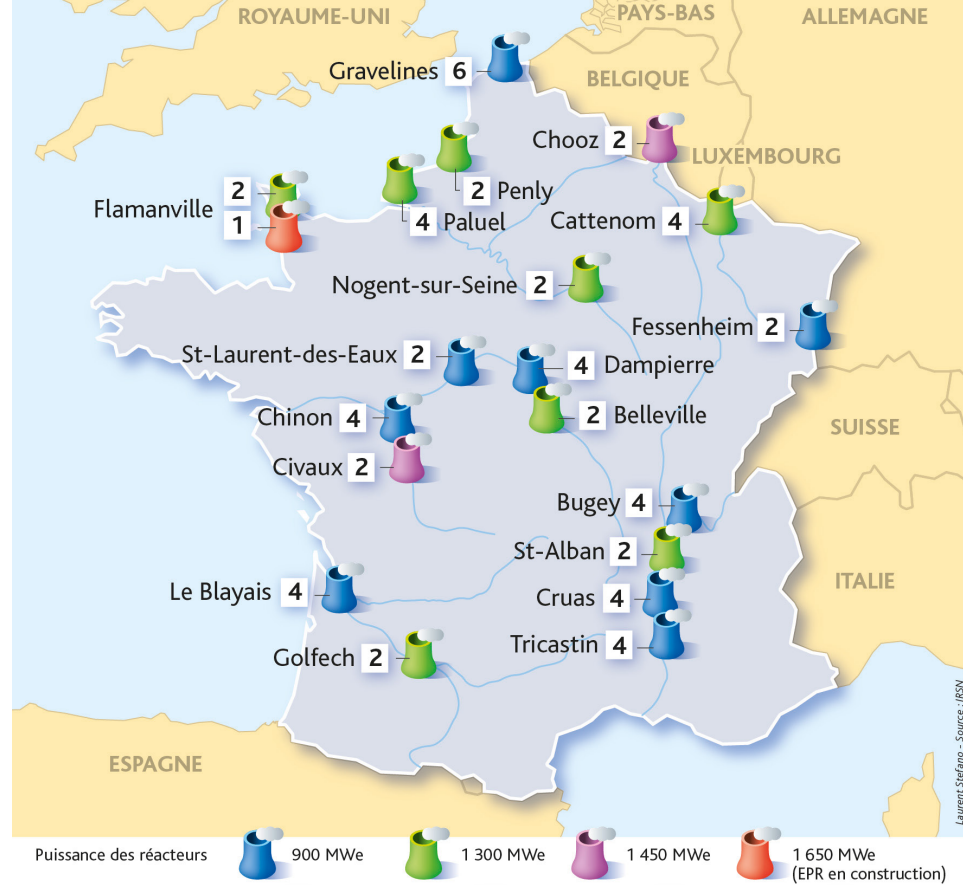 ROYAUME-UNI
PAYS-BAS
ALLEMAGNE
Gravelines 6
BELGIQUE
Chooz 2
LUXEMBOURG
2
Flamanville
1
2 Penly
4 Paluel
Cattenom 4
Nogent-sur-Seine 2
Fessenheim 2
St-Laurent-des-Eaux 2
4 Dampierre
Chinon 4
2 Belleville
SUISSE
Civaux 2
Bugey 4
St-Alban 2
ITALIE
Le Blayais 4
Cruas 4
Tricastin 4
Golfech 2
ESPAGNE
Laurent Stefano - Source : IRSN
Puissance des réacteurs
900 MWe
1 300 MWe
1 450 MWe
1 650 MWe
(EPR en construction)